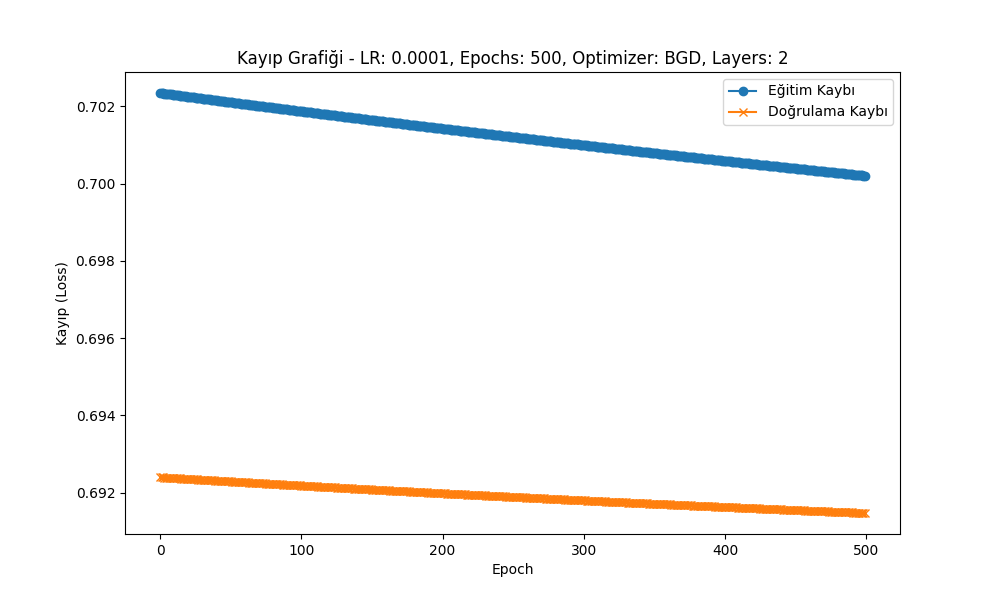 Kayıp Grafiği - LR: 0.0001, Epochs: 500, Optimizer: BGD, Layers: 2
Eğitim Kaybı
Doğrulama Kaybı
Kayıp (Loss)
0.702
0.700
0.698
0.696
0.694
0.692
0
100
200
300
400
500
Epoch